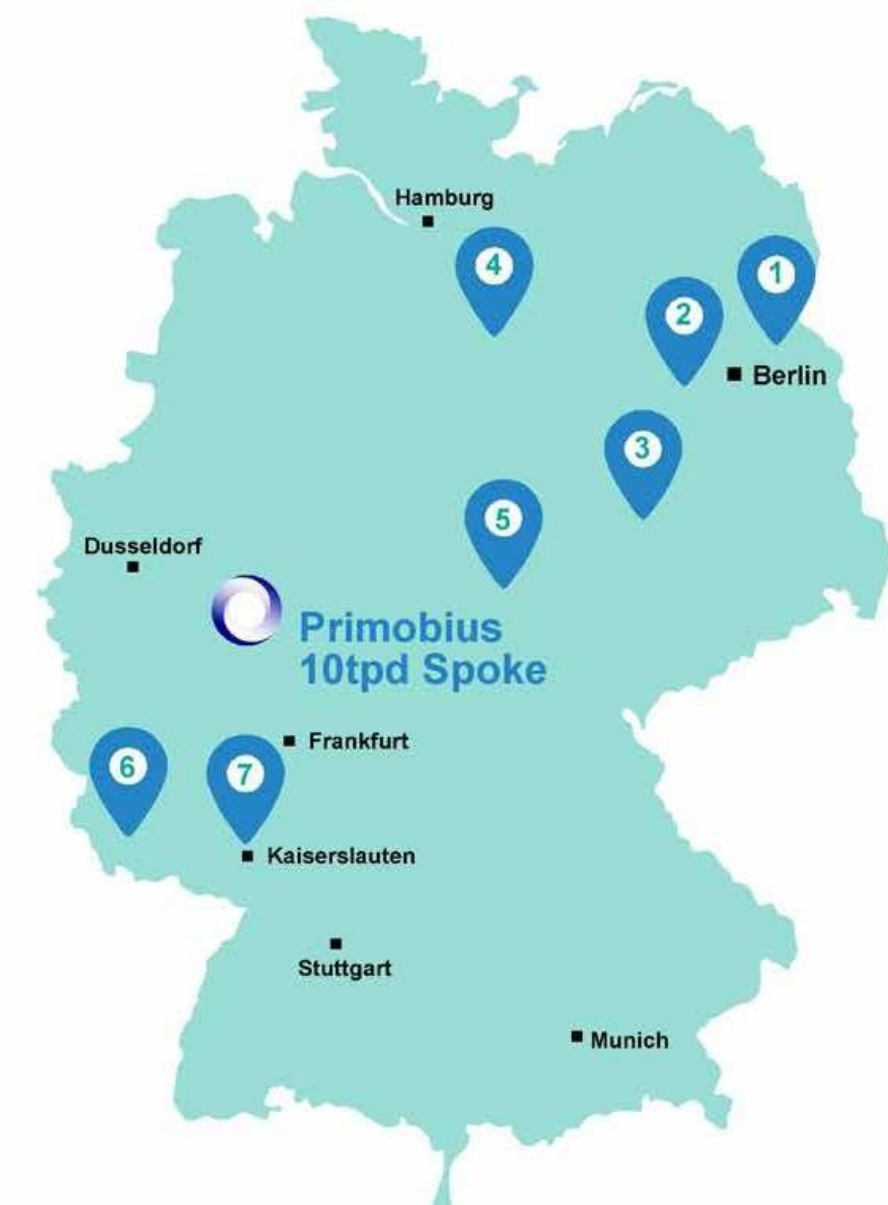 Hamburg
4
1
2
Berlin
3
5
Dusseldorf
Primobius
10tpd Spoke
Frankfurt
6
7
Kaiserslauten
Stuttgart
Munich